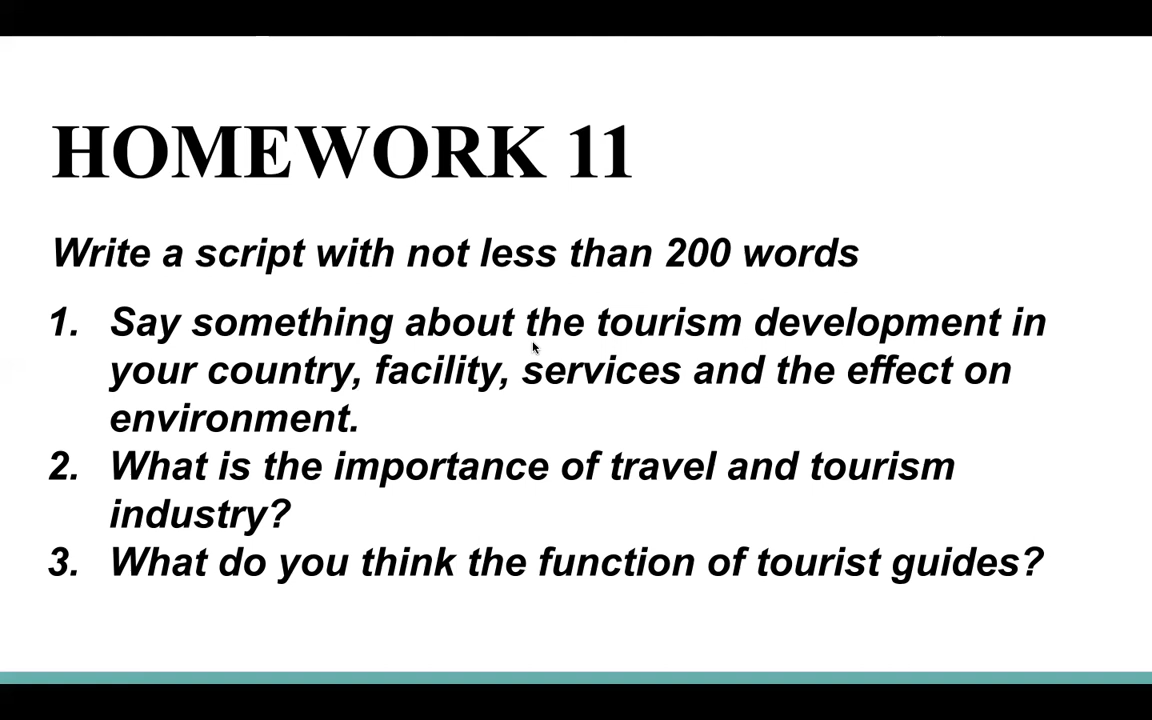 HOMEWORK 11
Write a script with not less than 200 words
1. Say something about the tourism development in
your country, facility, services and the effect on
environment.
2. What is the importance of travel and tourism
industry?
3. What do you think the function of tourist guides?